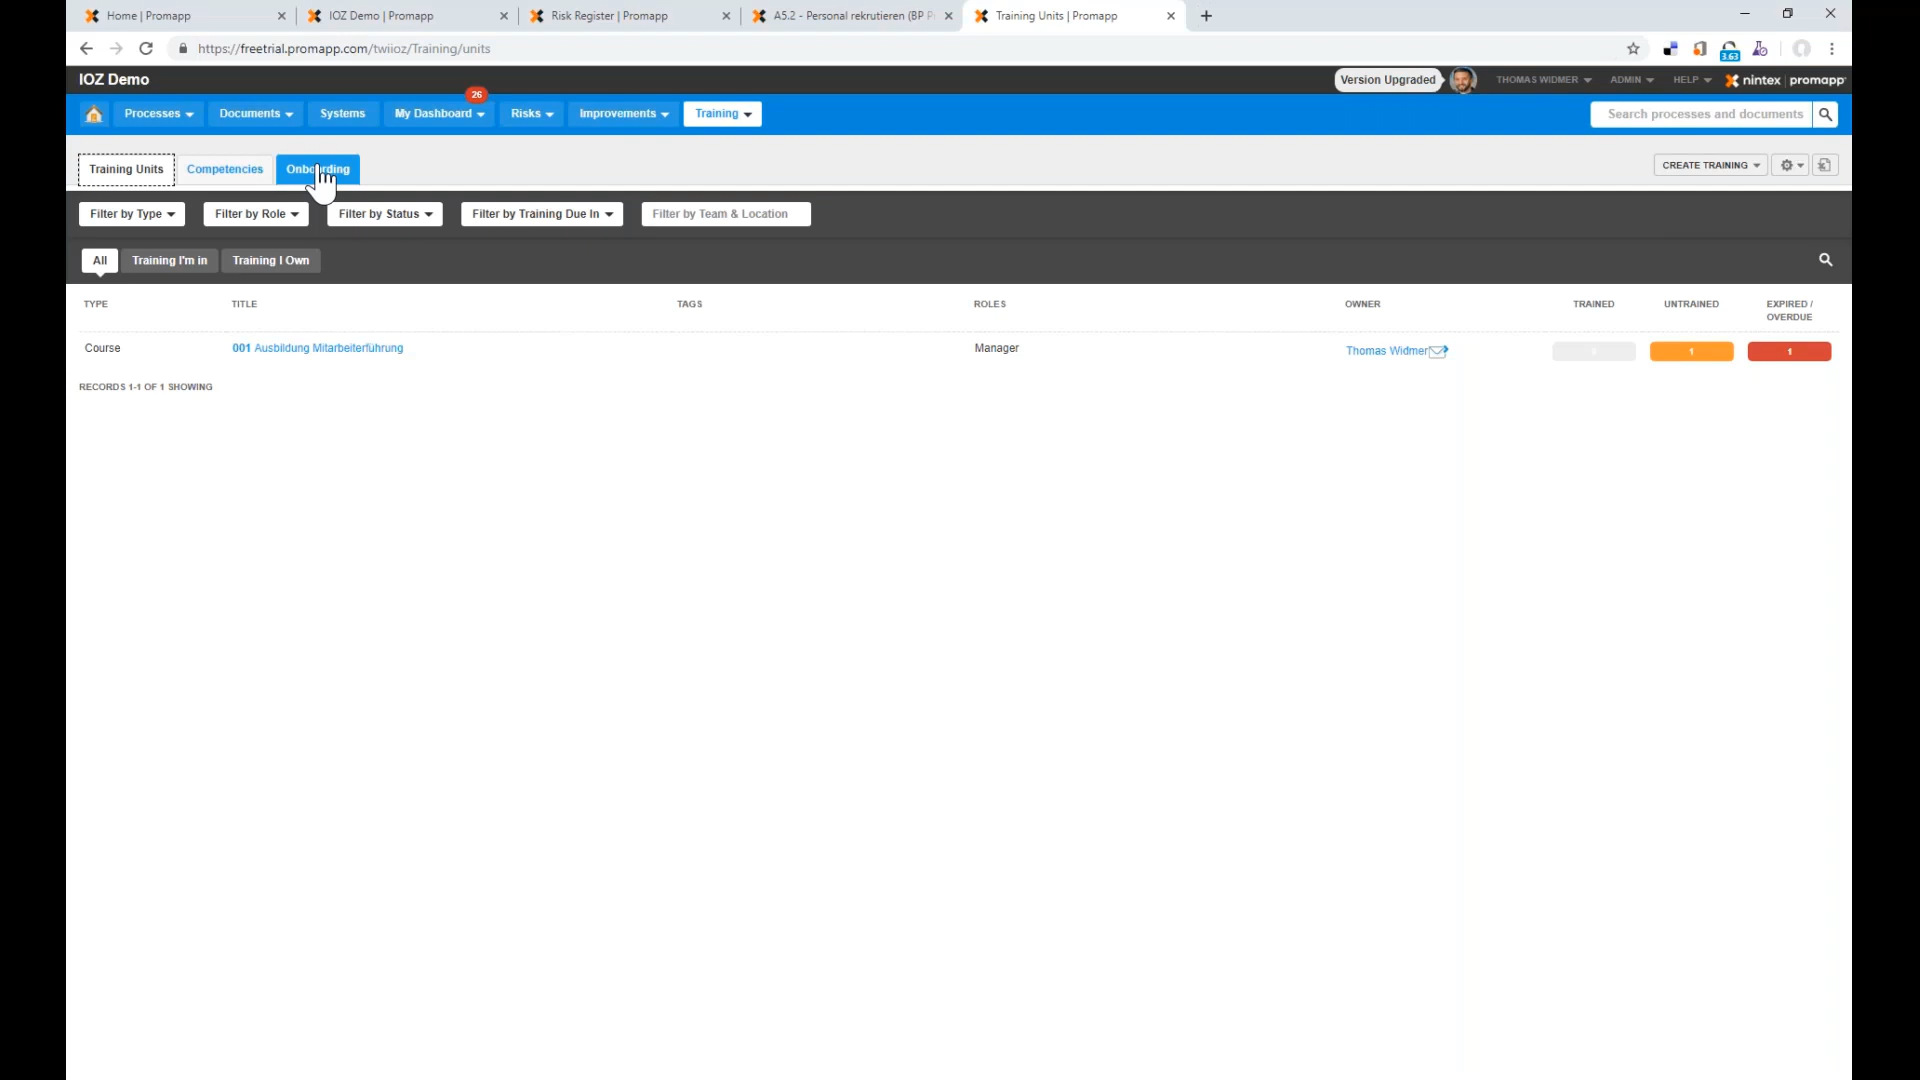 Home | Promapp
IOZ Demo | Promapp
Risk Register | Promapp
A5.2 - Personal rekrutieren (BP P
Training Units | Promapp
https://freetrial.promapp.com/twiioz/Training/units
3.63
IOZ Demo
Version Upgraded
THOMAS WIDMER
ADMIN
HELP
nintex | promapp
Processes
Documents
Systems
My Dashboard
26
Risks
Improvements
Training
Search processes and documents
Training Units
Competencies
Onboarding
CREATE TRAINING
Filter by Type
Filter by Role
Filter by Status
Filter by Training Due In
Filter by Team & Location
All
Training I'm in
Training I Own
TYPE
TITLE
TAGS
ROLES
OWNER
TRAINED
UNTRAINED
EXPIRED /
OVERDUE
Course
001 Ausbildung Mitarbeiterführung
Manager
Thomas Widmer
1
1
RECORDS 1-1 OF 1 SHOWING